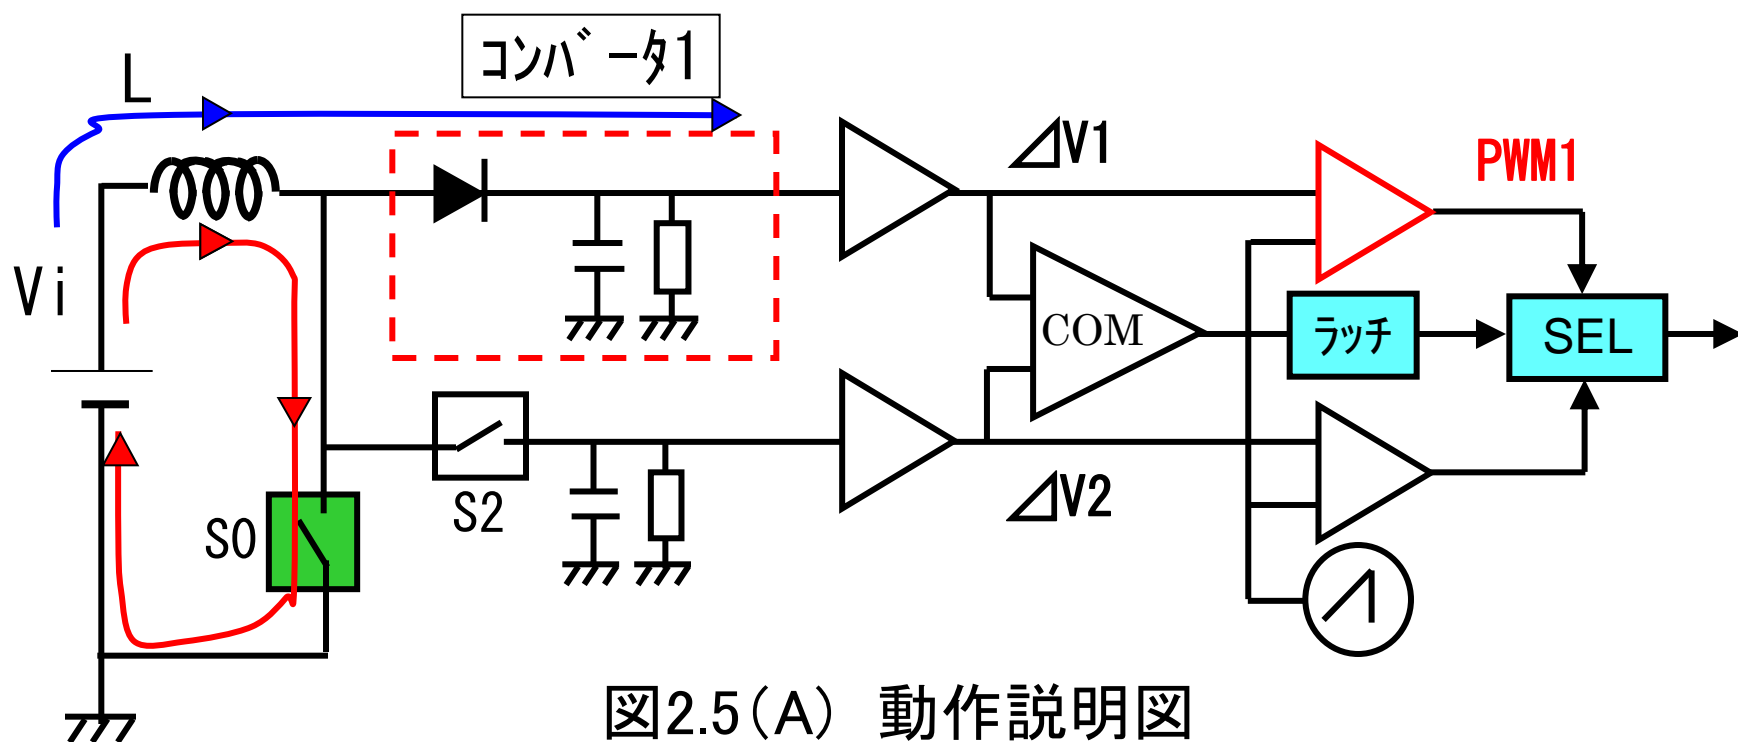 コンバータ1
L
⊿V1
PWM1
Vi
COM
ラッチ
SEL
S2
⊿V2
S0
図2.5(A) 動作説明図